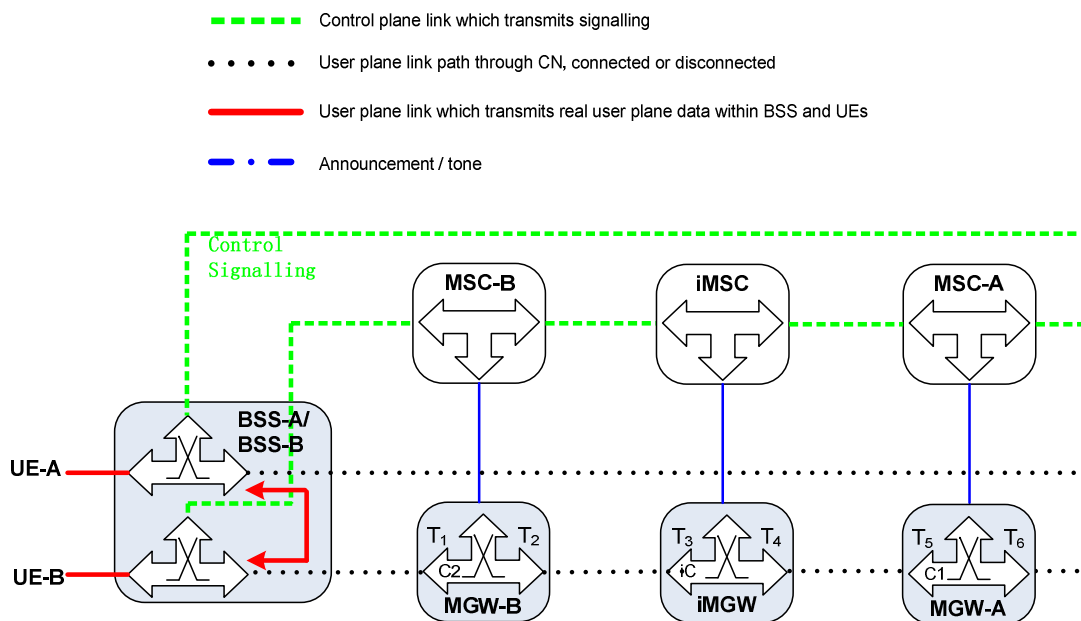 Control plane link which transmits signalling
User plane link path through CN, connected or disconnected
User plane link which transmits real user plane data within BSS and UEs
Announcement / tone
Control
Signalling
MSC-B
iMSC
MSC-A
BSS-A/
BSS-B
UE-A
UE-B
T1
T2
C2
MGW-B
T3
T4
iC
iMGW
T5
T6
C1
MGW-A